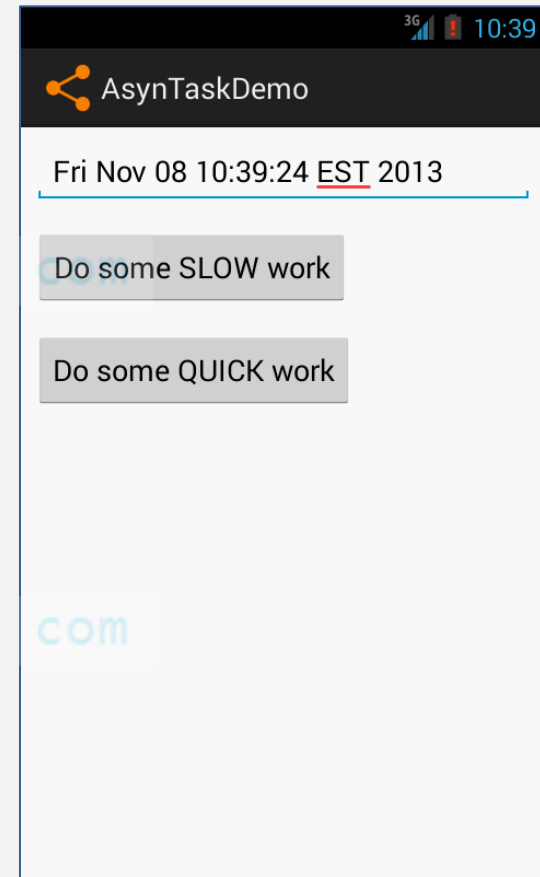 3G 10:39
AsynTaskDemo
Fri Nov 08 10:39:24 EST 2013
Do some SLOW work
com
Do some QUICK work
com